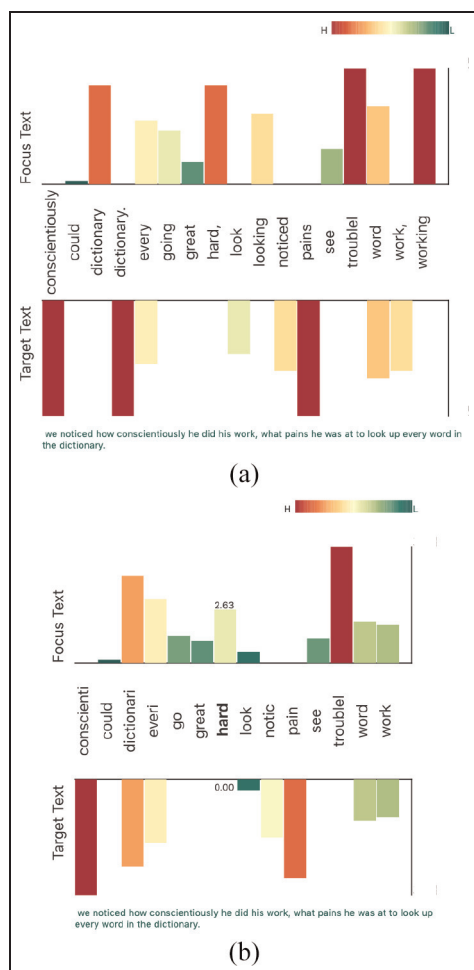 H L
Focus Text
conscientiously
could
dictionary
dictionary.
every
going
great
hard,
look
looking
noticed
pains
see
troublel
word
work,
working
Target Text
we noticed how conscientiously he did his work, what pains he was at to look up every word in
the dictionary.
(a)
H L
Focus Text
2.63
conscienti
could
dictionari
everi
go
great
hard
look
notic
pain
see
troublel
word
work
Target Text
0.00
we noticed how conscientiously he did his work, what pains he was at to look up
every word in the dictionary.
(b)